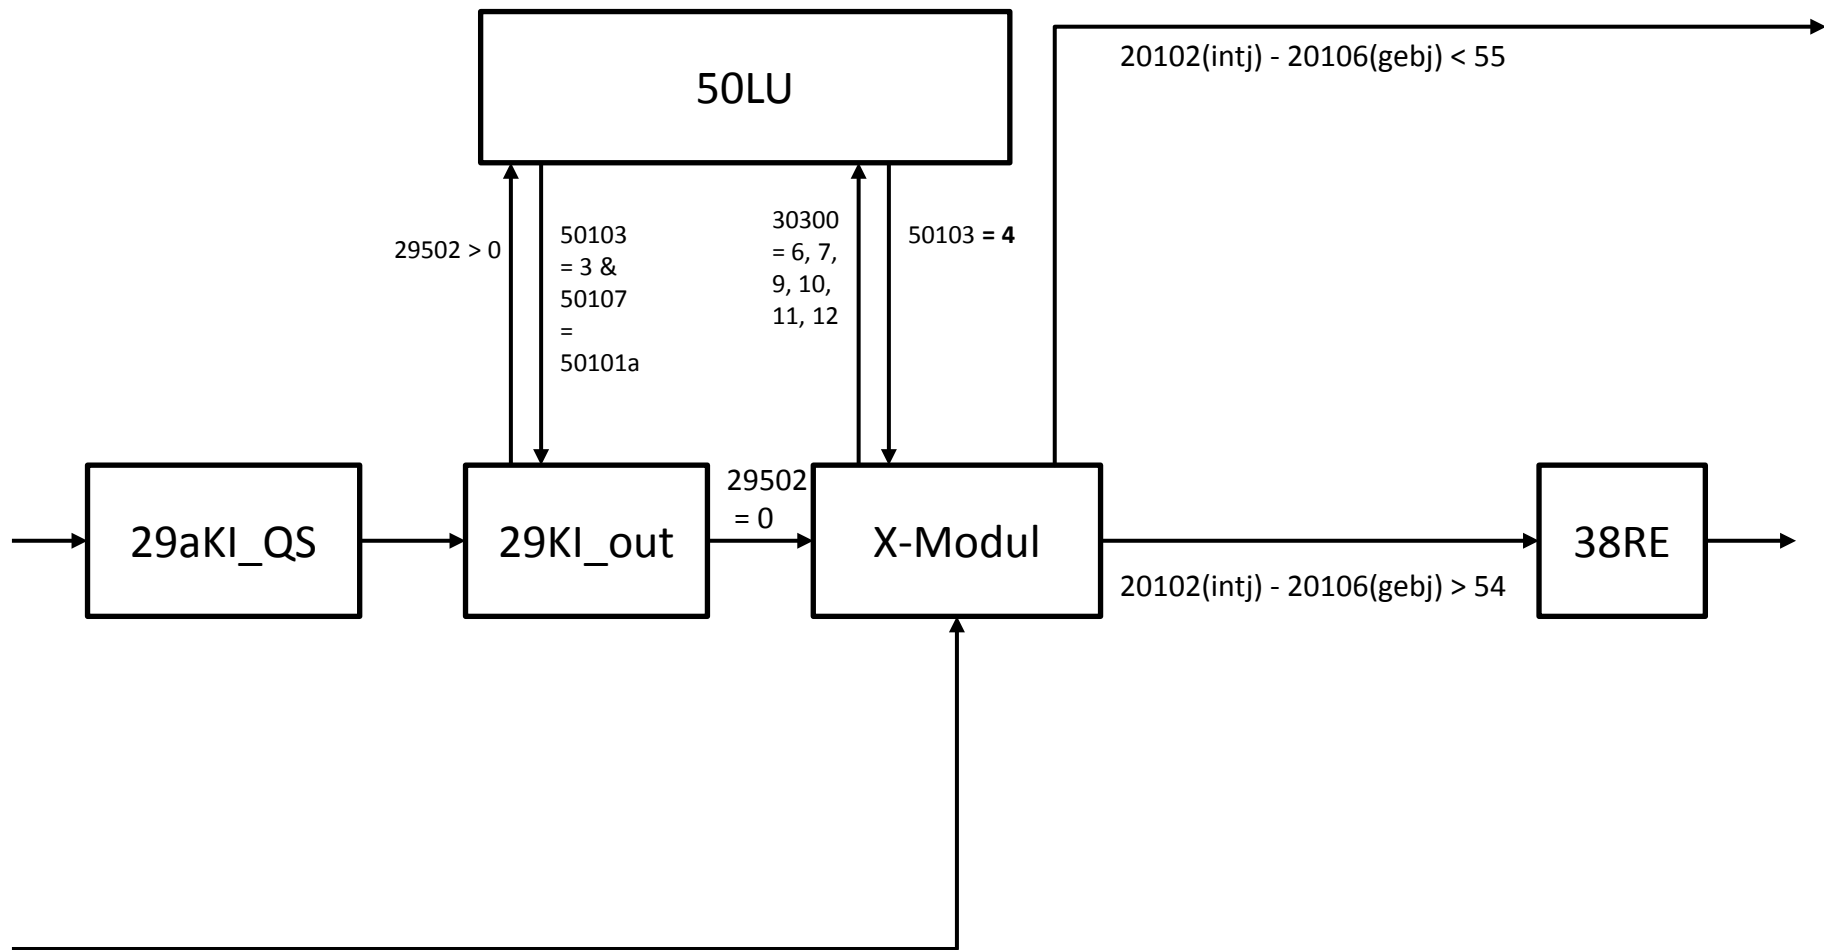 20102(intj) - 20106(gebj) < 55
50LU
29502 > 0
50103
= 3 &
50107
=
50101a
30300
= 6, 7,
9, 10,
11, 12
50103 = 4
29502
= 0
29aKI_QS
29KI_out
X-Modul
38RE
20102(intj) - 20106(gebj) > 54